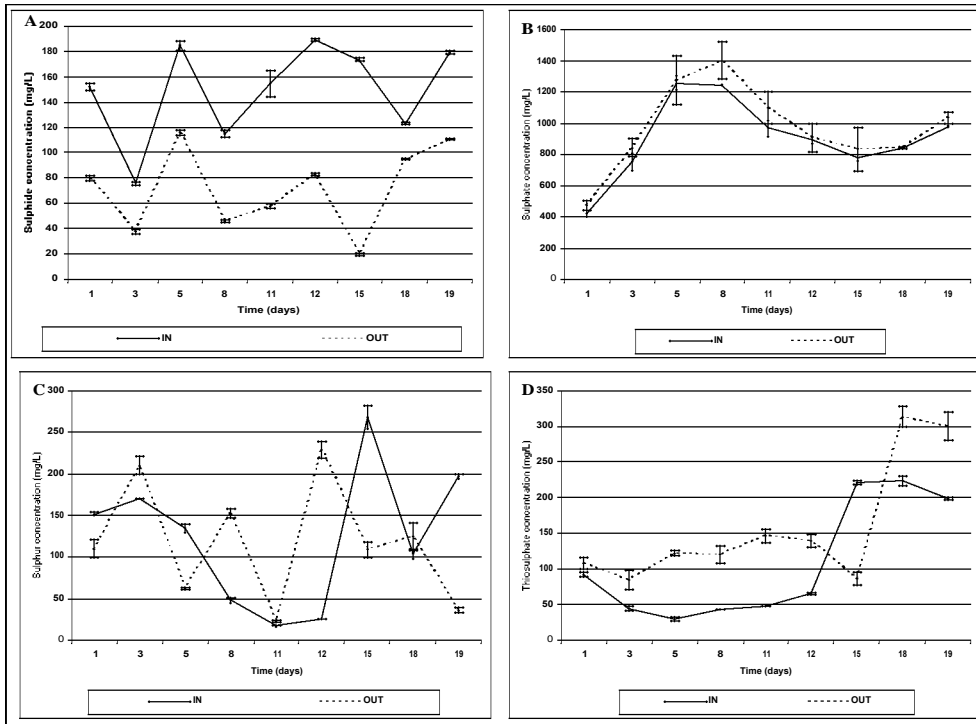 A
Sulphide concentration (mg/L)
200
180
160
140
120
100
80
60
40
20
0
1 3 5 8 11 12 15 18 19
Time (days)
IN OUT
B
Sulphate concentration (mg/L)
1600
1400
1200
1000
800
600
400
200
0
1 3 5 8 11 12 15 18 19
Time (days)
IN OUT
C
Sulphur concentration (mg/L)
300
250
200
150
100
50
0
1 3 5 8 11 12 15 18 19
Time (days)
IN OUT
D
Thiosulphate concentration (mg/L)
350
300
250
200
150
100
50
0
1 3 5 8 11 12 15 18 19
Time (days)
IN OUT